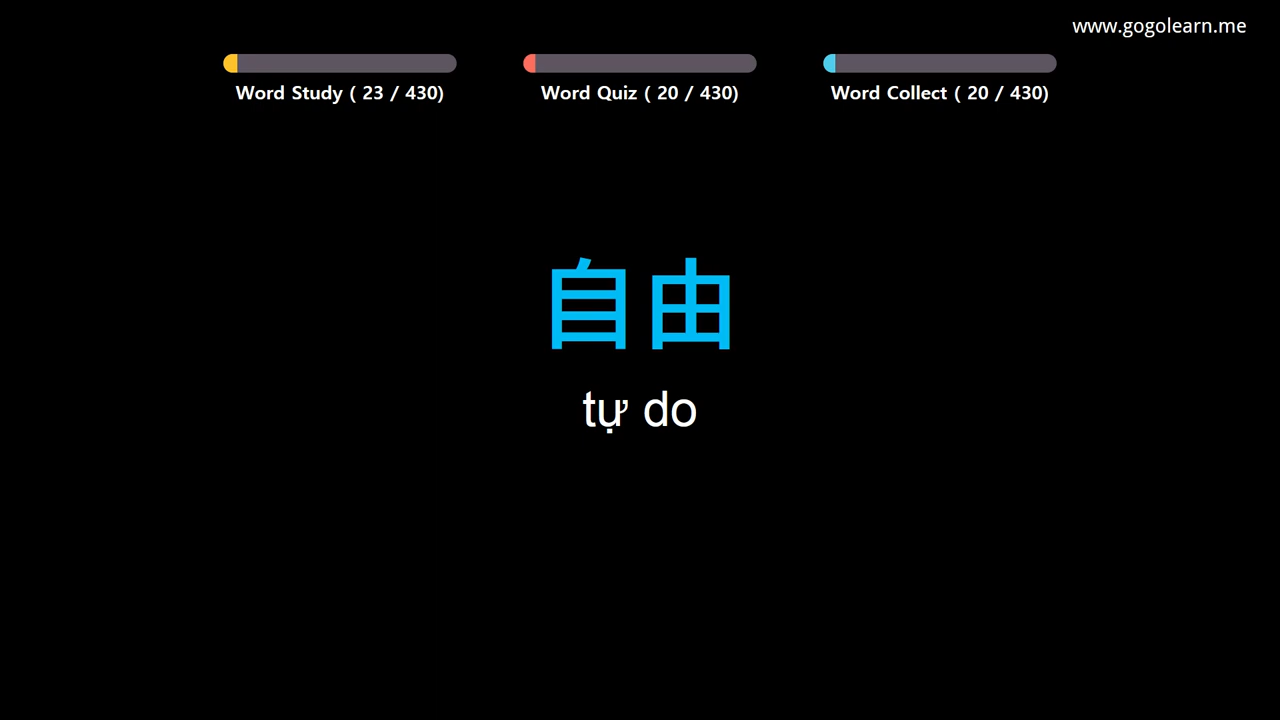 www.gogolearn.me
Word Study ( 23 / 430)
Word Quiz ( 20 / 430)
Word Collect ( 20 / 430)
自由
tự do